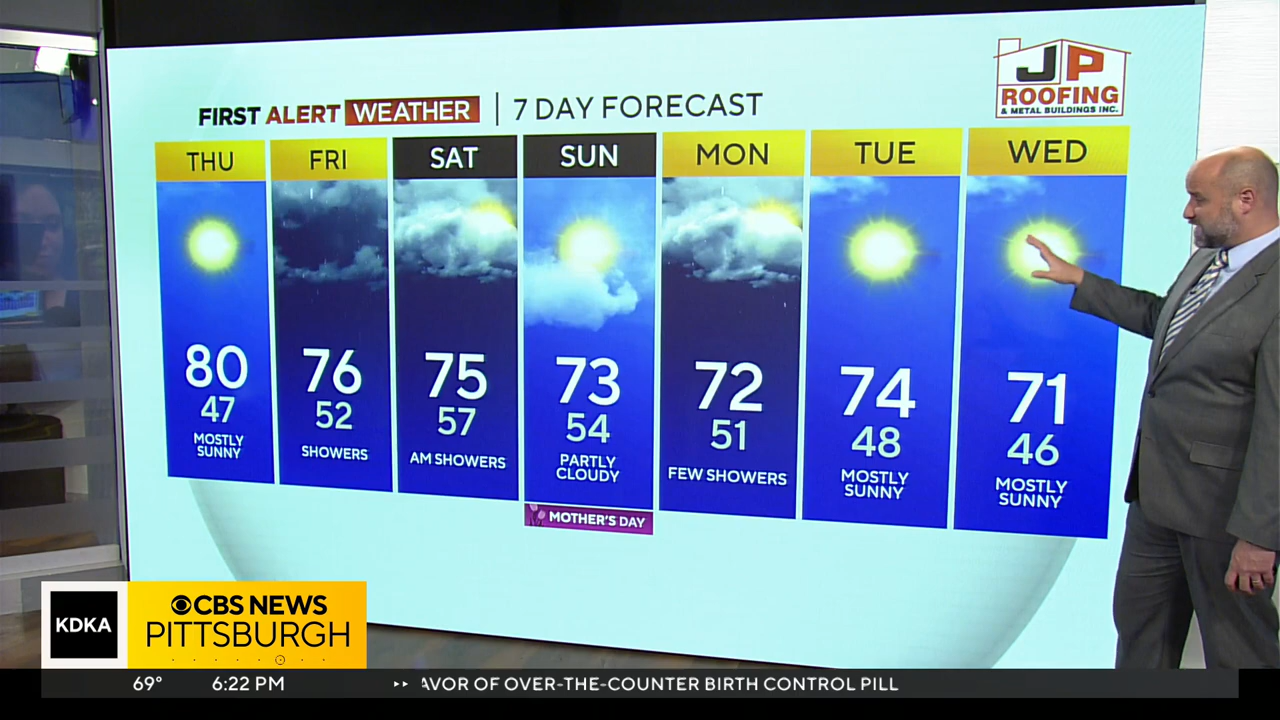 JP
ROOFING
& METAL BUILDINGS INC.
FIRST ALERT WEATHER | 7 DAY FORECAST
THU
80
47
MOSTLY
SUNNY
FRI
76
52
SHOWERS
SAT
75
57
AM SHOWERS
SUN
73
54
PARTLY
CLOUDY
MOTHER'S DAY
MON
72
51
FEW SHOWERS
TUE
74
48
MOSTLY
SUNNY
WED
71
46
MOSTLY
SUNNY
KDKA
CBS NEWS
PITTSBURGH
69° 6:22 PM AVOR OF OVER-THE-COUNTER BIRTH CONTROL PILL